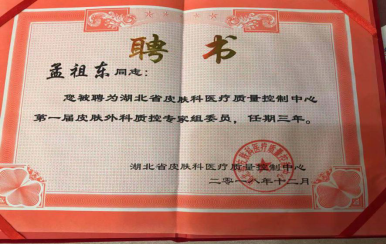 聘书
孟祖东同志:
您被聘为湖北省皮肤科医疗质量控制中心
第一届皮肤外科质控专家组委员,任期三年。
湖北省皮肤科医疗质量控制中心
二〇一八年十二月